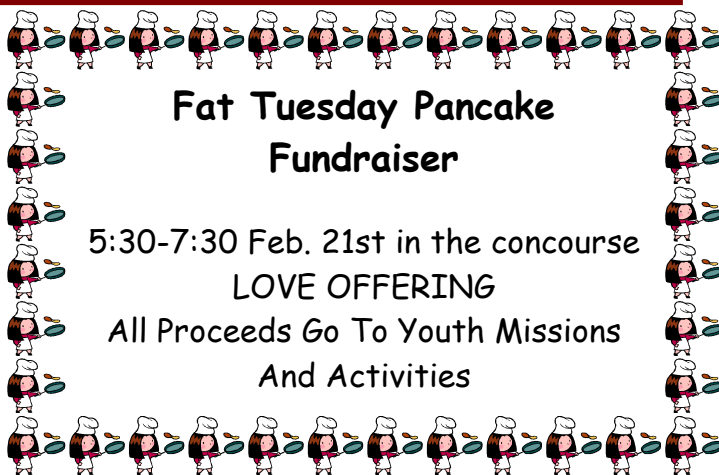 Fat Tuesday Pancake
Fundraiser
5:30-7:30 Feb. 21st in the concourse
LOVE OFFERING
All Proceeds Go To Youth Missions
And Activities